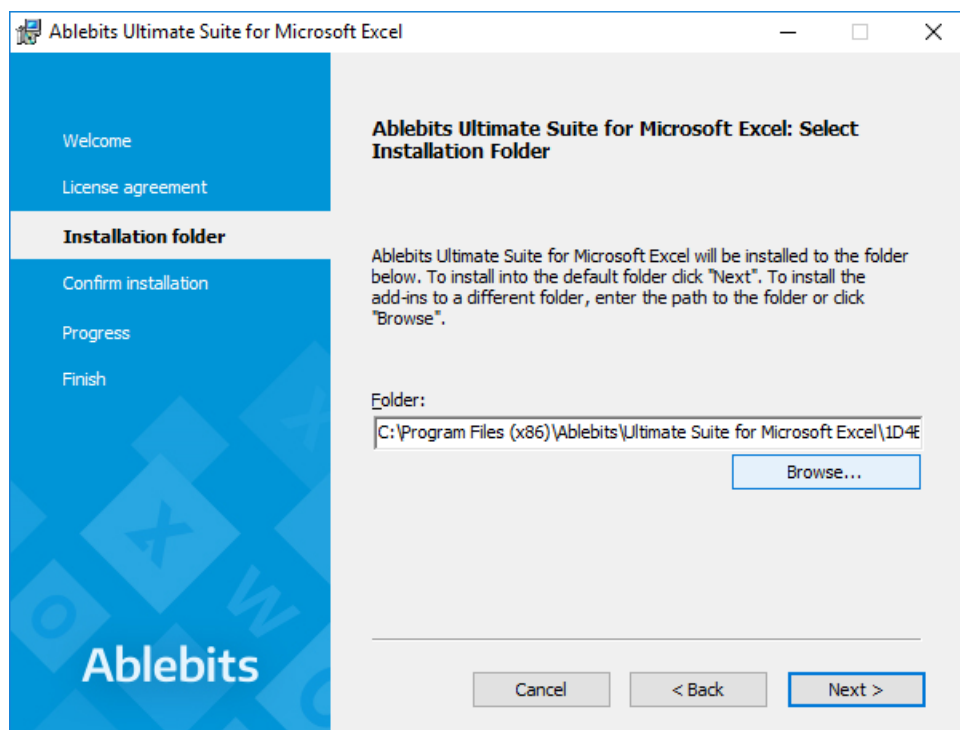 Ablebits Ultimate Suite for Microsoft Excel
Welcome
License agreement
Installation folder
Confirm installation
Progress
Finish
Ablebits
Ablebits Ultimate Suite for Microsoft Excel: Select
Installation Folder
Ablebits Ultimate Suite for Microsoft Excel will be installed to the folder
below. To install into the default folder click "Next". To install the
add-ins to a different folder, enter the path to the folder or click
"Browse".
Folder:
C:\Program Files (x86)\Ablebits\Ultimate Suite for Microsoft Excel\1D4E
Browse...
Cancel
< Back
Next >